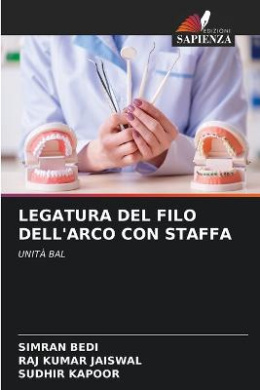 EDIZIONI
SAPIENZA
LEGATURA DEL FILO
DELL'ARCO CON STAFFA
UNITÀ BAL
SIMRAN BEDI
RAJ KUMAR JAISWAL
SUDHIR KAPOOR